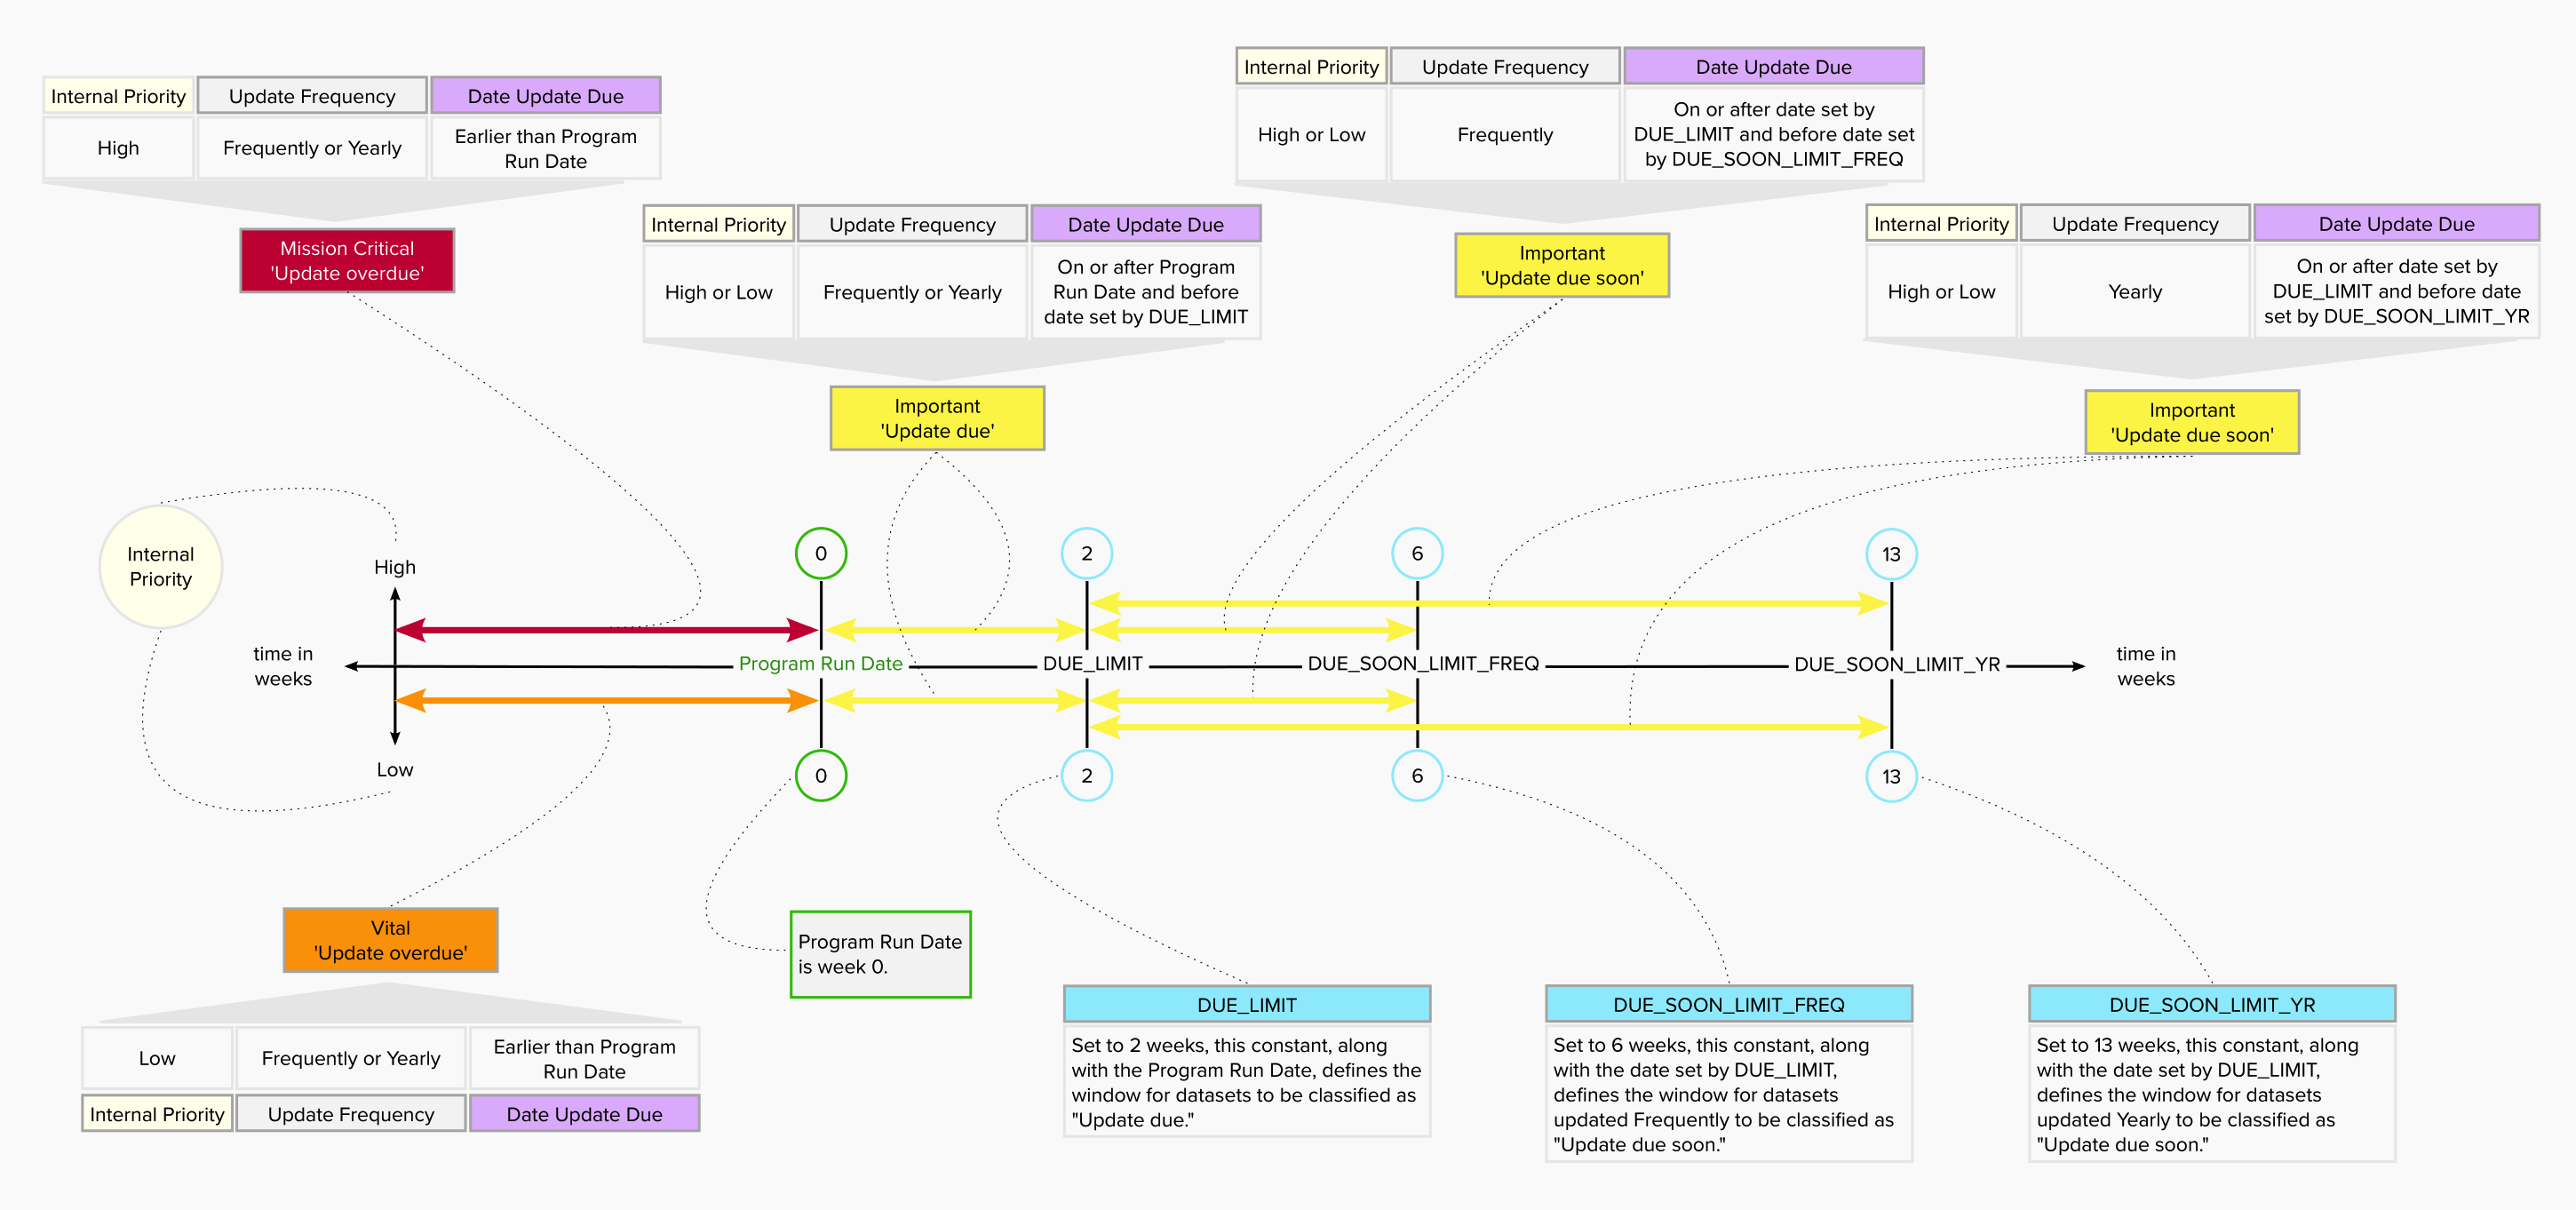 Internal Priority
Update Frequency
Date Update Due
High
Frequently or Yearly
Earlier than Program
Run Date
Mission Critical
'Update overdue'
Internal Priority
Update Frequency
Date Update Due
High or Low
Frequently or Yearly
On or after Program
Run Date and before
date set by DUE_LIMIT
Important
'Update due'
Internal Priority
Update Frequency
Date Update Due
High or Low
Frequently
On or after date set by
DUE_LIMIT and before date set
by DUE_SOON_LIMIT_FREQ
Important
'Update due soon'
Internal Priority
Update Frequency
Date Update Due
High or Low
Yearly
On or after date set by
DUE_LIMIT and before date
set by DUE_SOON_LIMIT_YR
Important
'Update due soon'
Internal
Priority
High
0
2
6
13
time in
weeks
Program Run Date
DUE_LIMIT
DUE_SOON_LIMIT_FREQ
DUE_SOON_LIMIT_YR
time in
weeks
Low
0
2
6
13
Vital
'Update overdue'
Low
Frequently or Yearly
Earlier than Program
Run Date
Internal Priority
Update Frequency
Date Update Due
Program Run Date
is week 0.
DUE_LIMIT
Set to 2 weeks, this constant, along
with the Program Run Date, defines the
window for datasets to be classified as
"Update due."
DUE_SOON_LIMIT_FREQ
Set to 6 weeks, this constant, along
with the date set by DUE_LIMIT,
defines the window for datasets
updated Frequently to be classified as
"Update due soon."
DUE_SOON_LIMIT_YR
Set to 13 weeks, this constant, along
with the date set by DUE_LIMIT,
defines the window for datasets
updated Yearly to be classified as
"Update due soon."